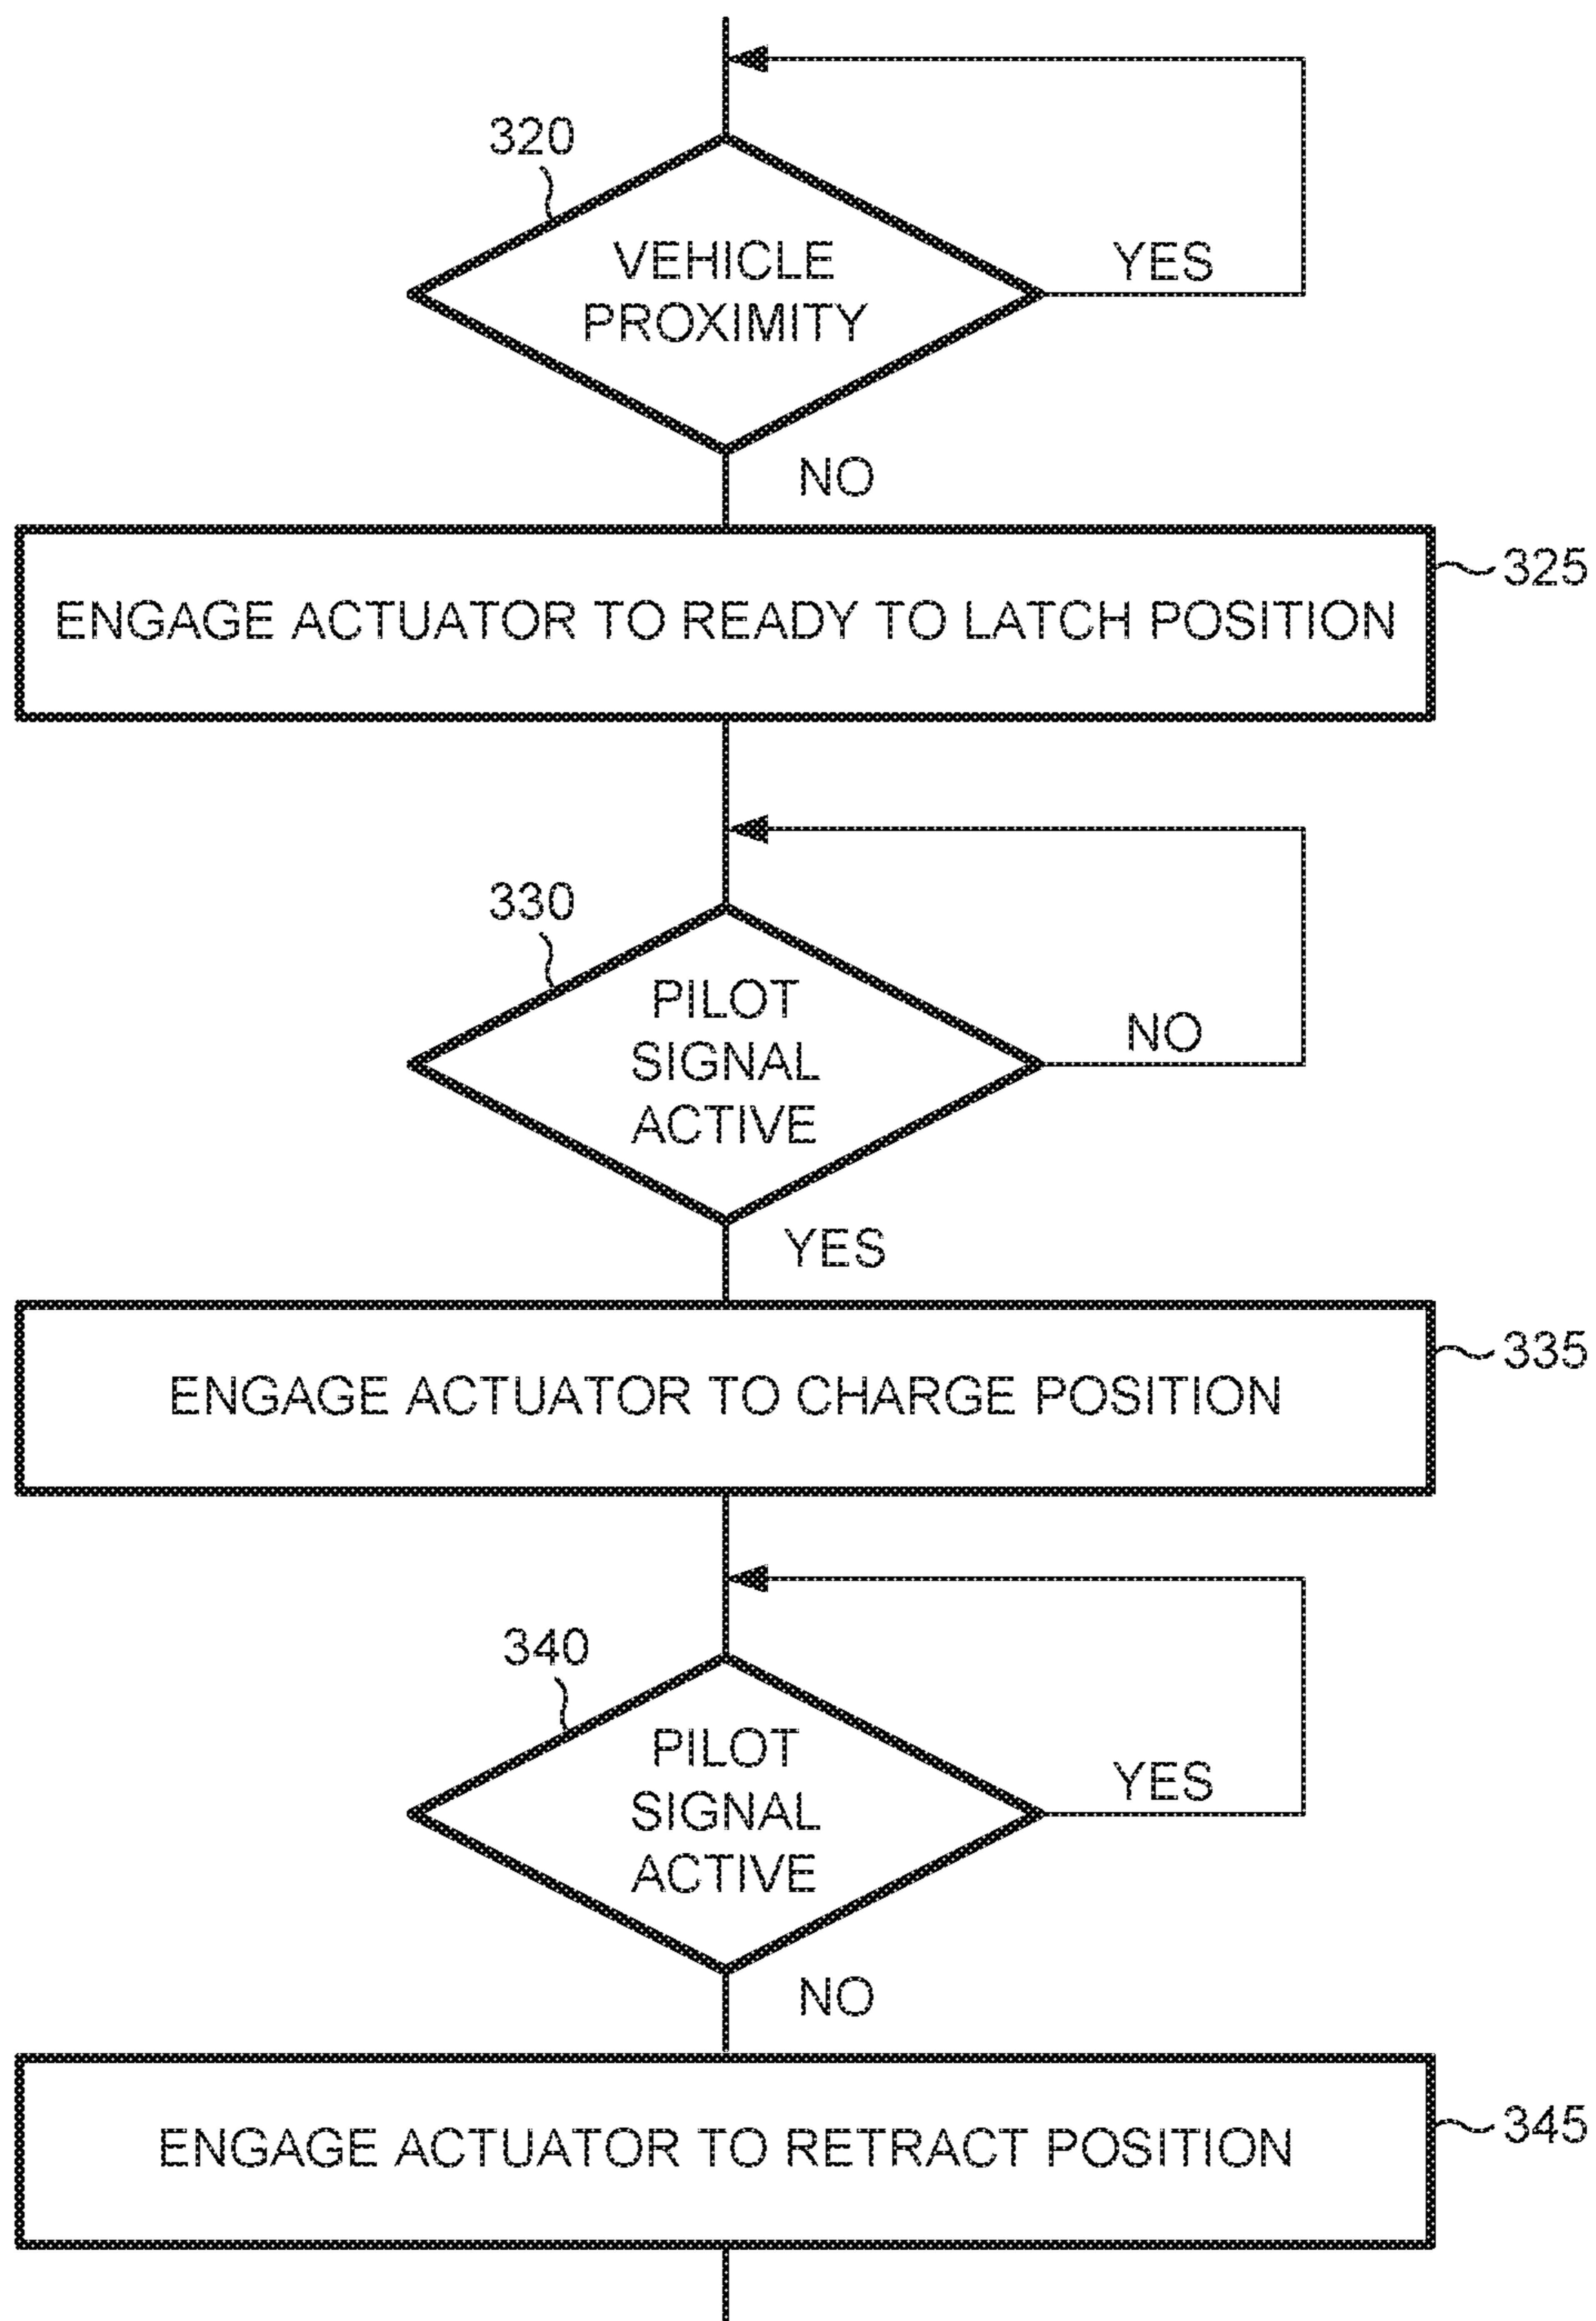 320
VEHICLE
PROXIMITY
YES
NO
325
ENGAGE ACTUATOR TO READY TO LATCH POSITION
330
PILOT
SIGNAL
ACTIVE
NO
YES
335
ENGAGE ACTUATOR TO CHARGE POSITION
340
PILOT
SIGNAL
ACTIVE
YES
NO
345
ENGAGE ACTUATOR TO RETRACT POSITION